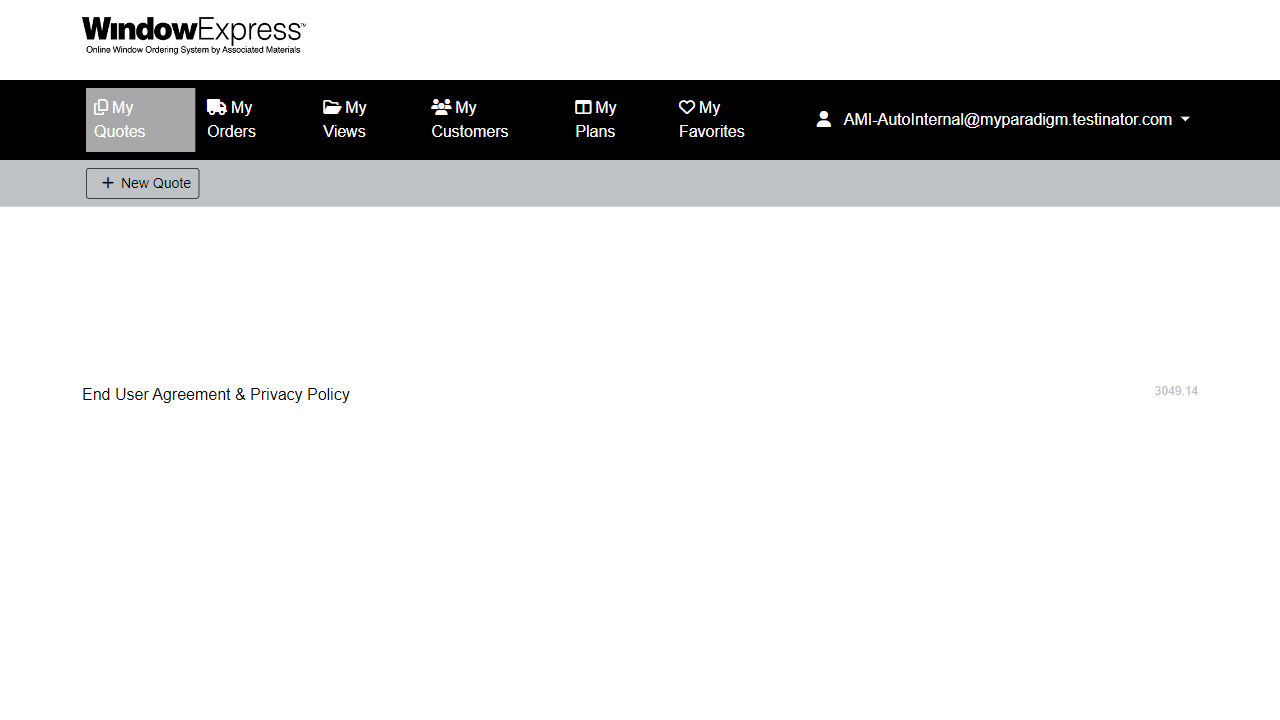 WindowExpress™
Online Window Ordering System by Associated Materials
My Quotes
My Orders
My Views
My Customers
My Plans
My Favorites
AMI-AutoInternal@myparadigm.testinator.com
New Quote
End User Agreement & Privacy Policy
3049.14